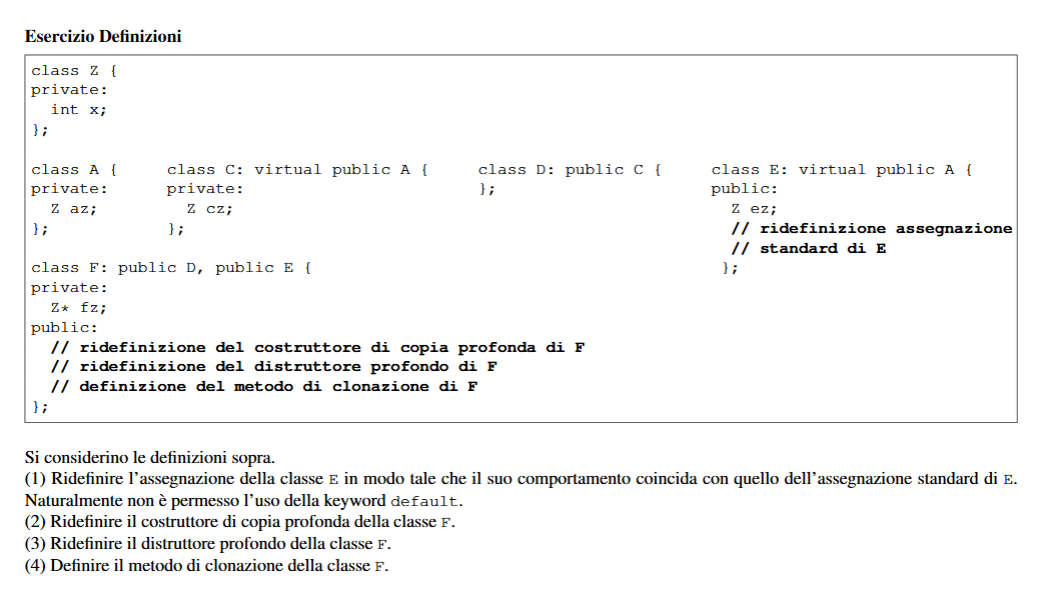 Esercizio Definizioni
class Z {
private:
int x;
};
class A { class C: virtual public A { class D: public C { class E: virtual public A {
private: private: }; public:
Z az; Z cz; Z ez;
}; }; // ridefinizione assegnazione
// standard di E
class F: public D, public E { };
private:
Z* fz;
public:
// ridefinizione del costruttore di copia profonda di F
// ridefinizione del distruttore profondo di F
// definizione del metodo di clonazione di F
};
Si considerino le definizioni sopra.
(1) Ridefinire l'assegnazione della classe E in modo tale che il suo comportamento coincida con quello dell'assegnazione standard di E.
Naturalmente non è permesso l'uso della keyword default.
(2) Ridefinire il costruttore di copia profonda della classe F.
(3) Ridefinire il distruttore profondo della classe F.
(4) Definire il metodo di clonazione della classe F.